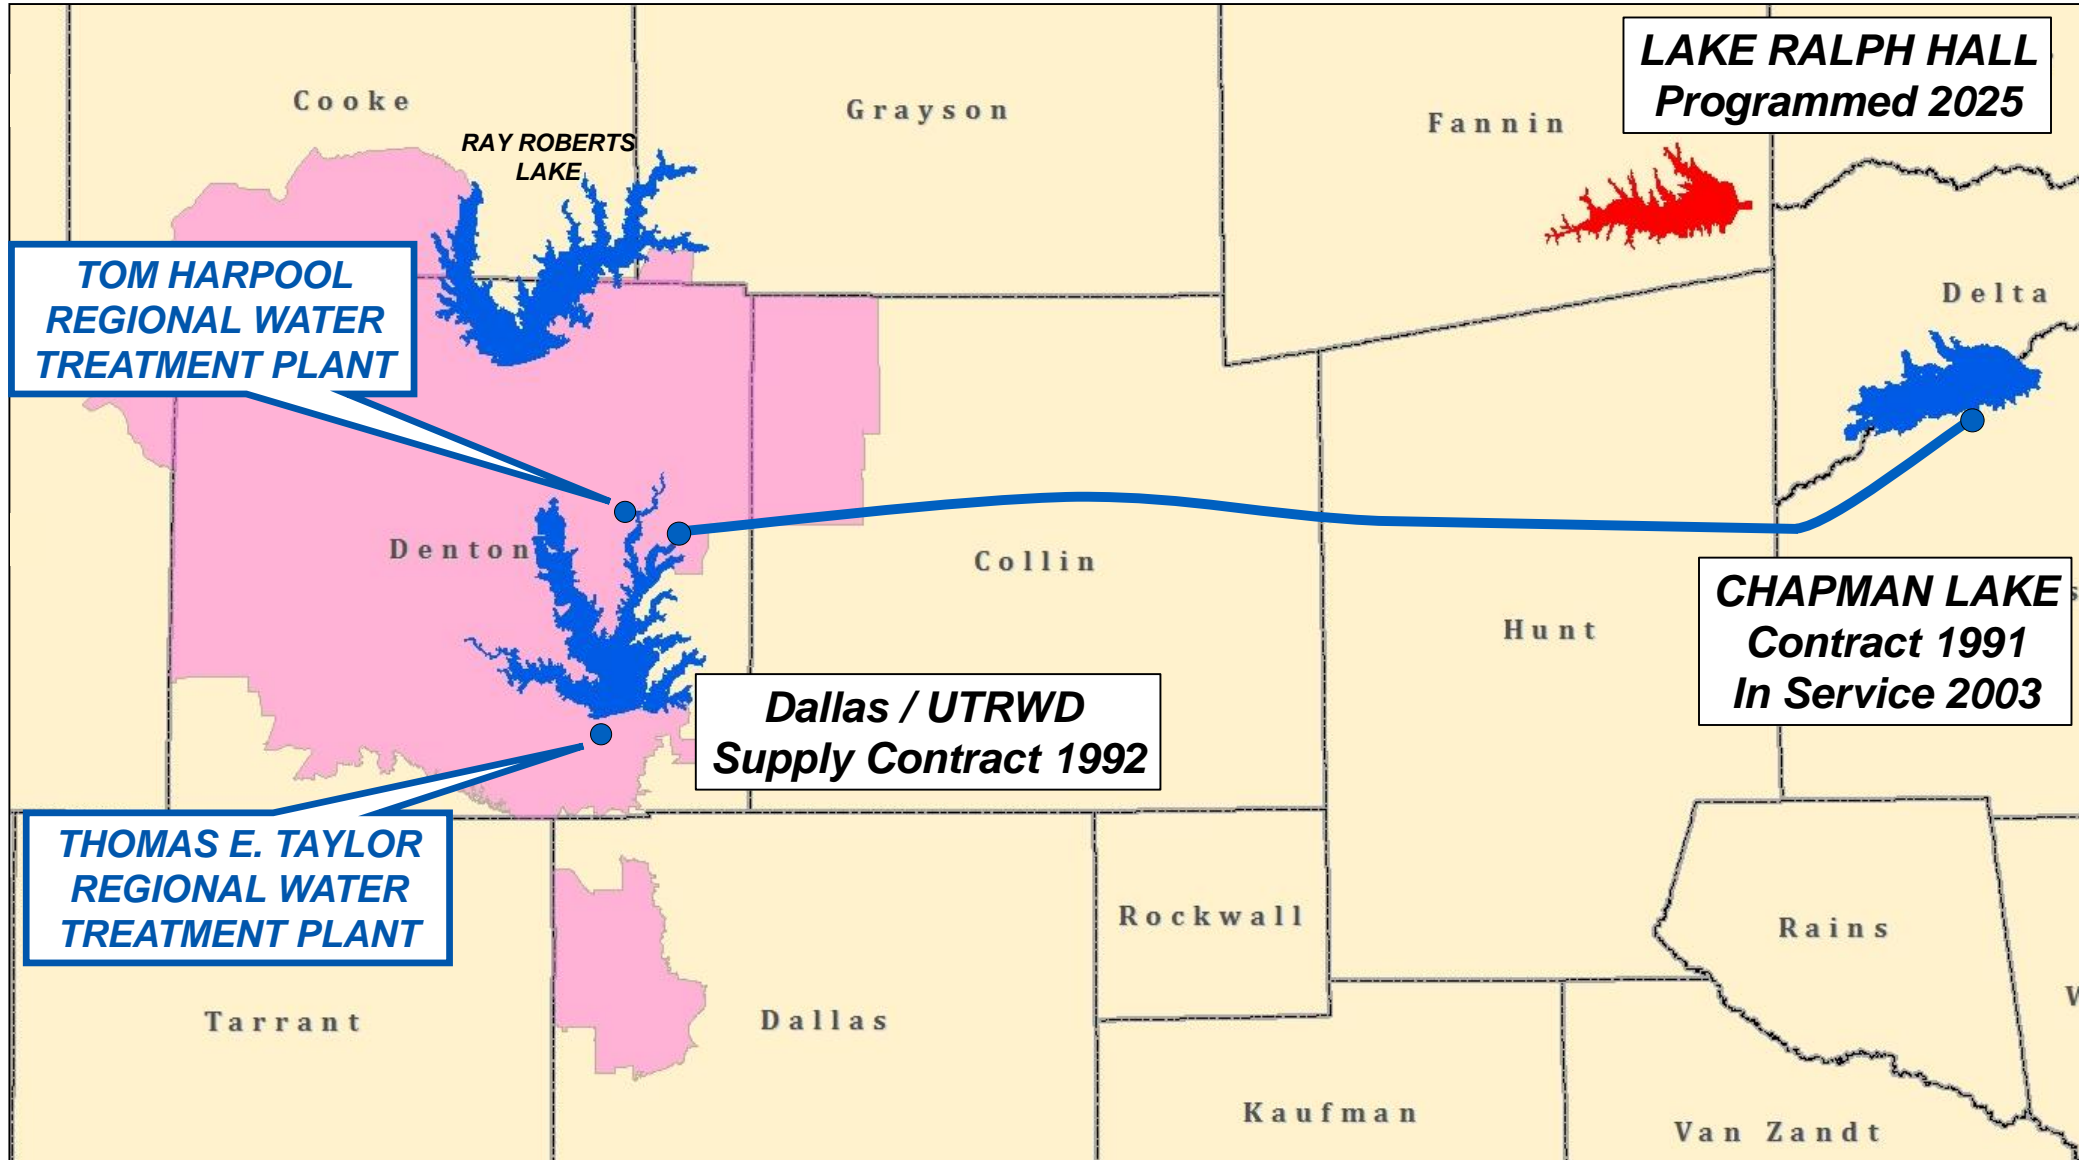 LAKE RALPH HALL
Programmed 2025
Cooke
Grayson
Fannin
RAY ROBERTS
LAKE
TOM HARPOOL
REGIONAL WATER
TREATMENT PLANT
Delta
Denton
Collin
Hunt
CHAPMAN LAKE
Contract 1991
In Service 2003
Dallas / UTRWD
Supply Contract 1992
THOMAS E. TAYLOR
REGIONAL WATER
TREATMENT PLANT
Rockwall
Rains
Tarrant
Dallas
Kaufman
Van Zandt